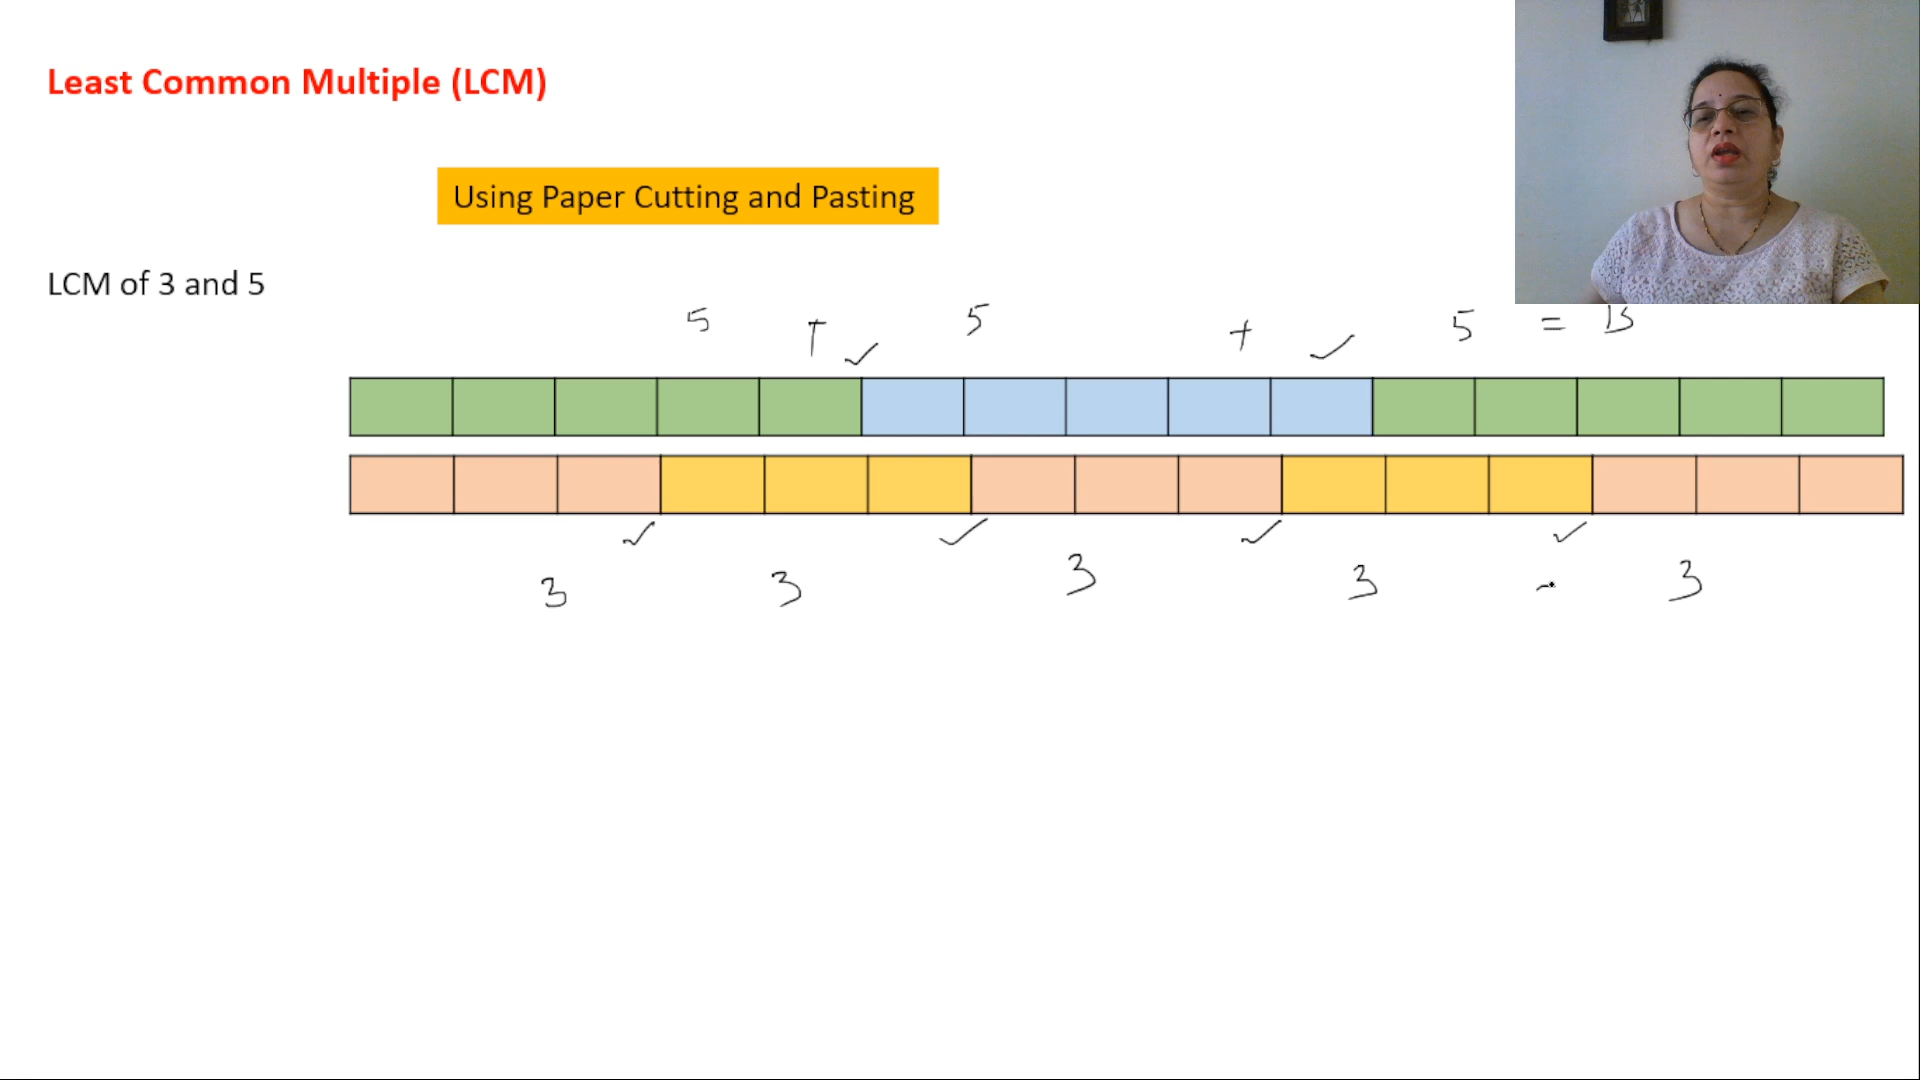 Least Common Multiple (LCM)
Using Paper Cutting and Pasting
LCM of 3 and 5
5 + 5 + 5 = 15
3 3 3 3 - 3